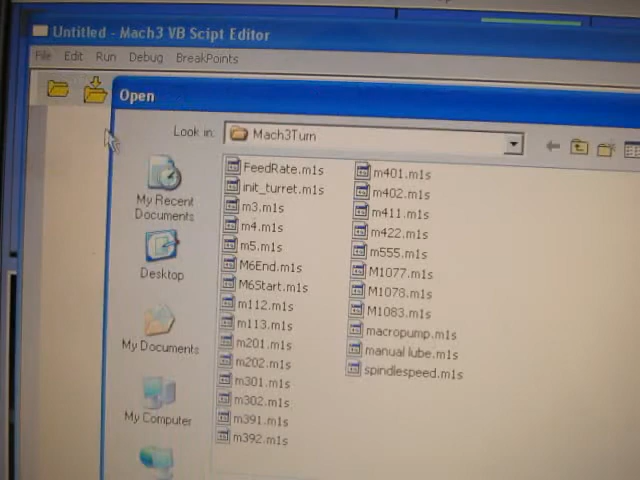 Untitled - Mach3 VB Scipt Editor
File Edit Run Debug BreakPoints
Open
Look in:
Mach3Turn
My Recent
Documents
Desktop
My Documents
My Computer
FeedRate.m1s
init_turret.m1s
m3.m1s
m4.m1s
m5.m1s
M6End.m1s
M6Start.m1s
m112.m1s
m113.m1s
m201.m1s
m202.m1s
m301.m1s
m302.m1s
m391.m1s
m392.m1s
m401.m1s
m402.m1s
m411.m1s
m422.m1s
m555.m1s
M1077.m1s
M1078.m1s
M1083.m1s
macropump.m1s
manual lube.m1s
spindlespeed.m1s